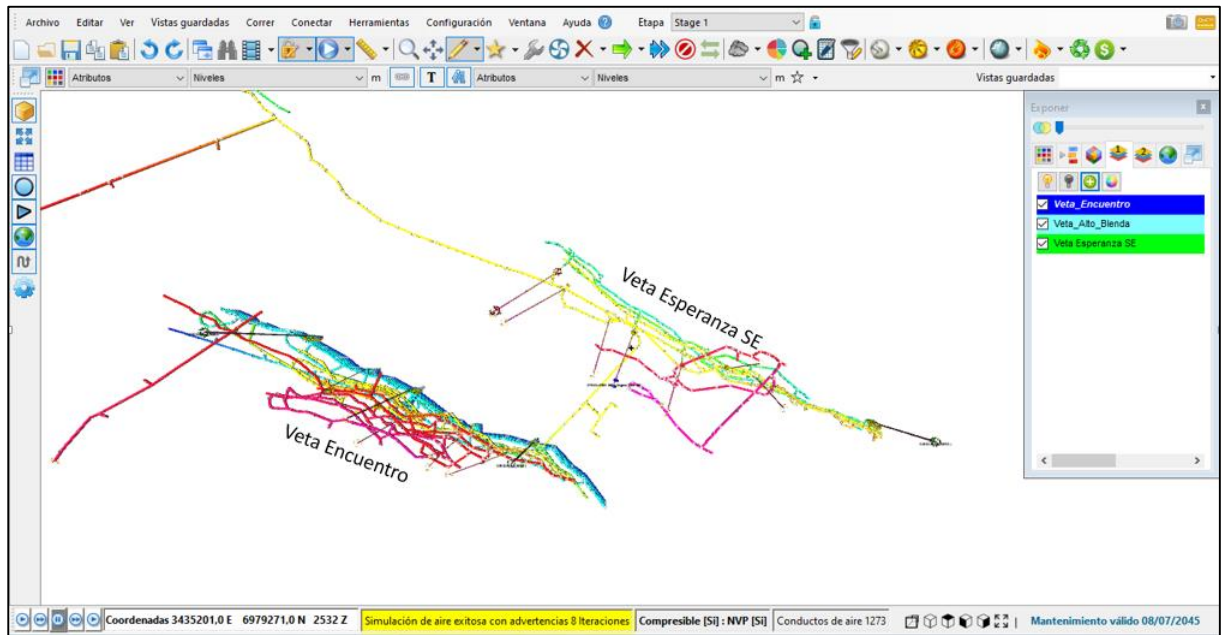 Archivo Editar Ver Vistas guardadas Correr Conectar Herramientas Configuración Ventana Ayuda Etapa Stage 1
Atributos Niveles m T Atributos Niveles m Vistas guardadas
Exponer
Veta_Encuentro
Veta_Alto_Blenda
Veta Esperanza SE
Veta Esperanza SE
Veta Encuentro
Coordenadas 3435201,0 E 6979271,0 N 2532 Z Simulación de aire exitosa con advertencias 8 Iteraciones Compresible [Si] : NVP [Si] Conductos de aire 1273 Mantenimiento válido 08/07/2045